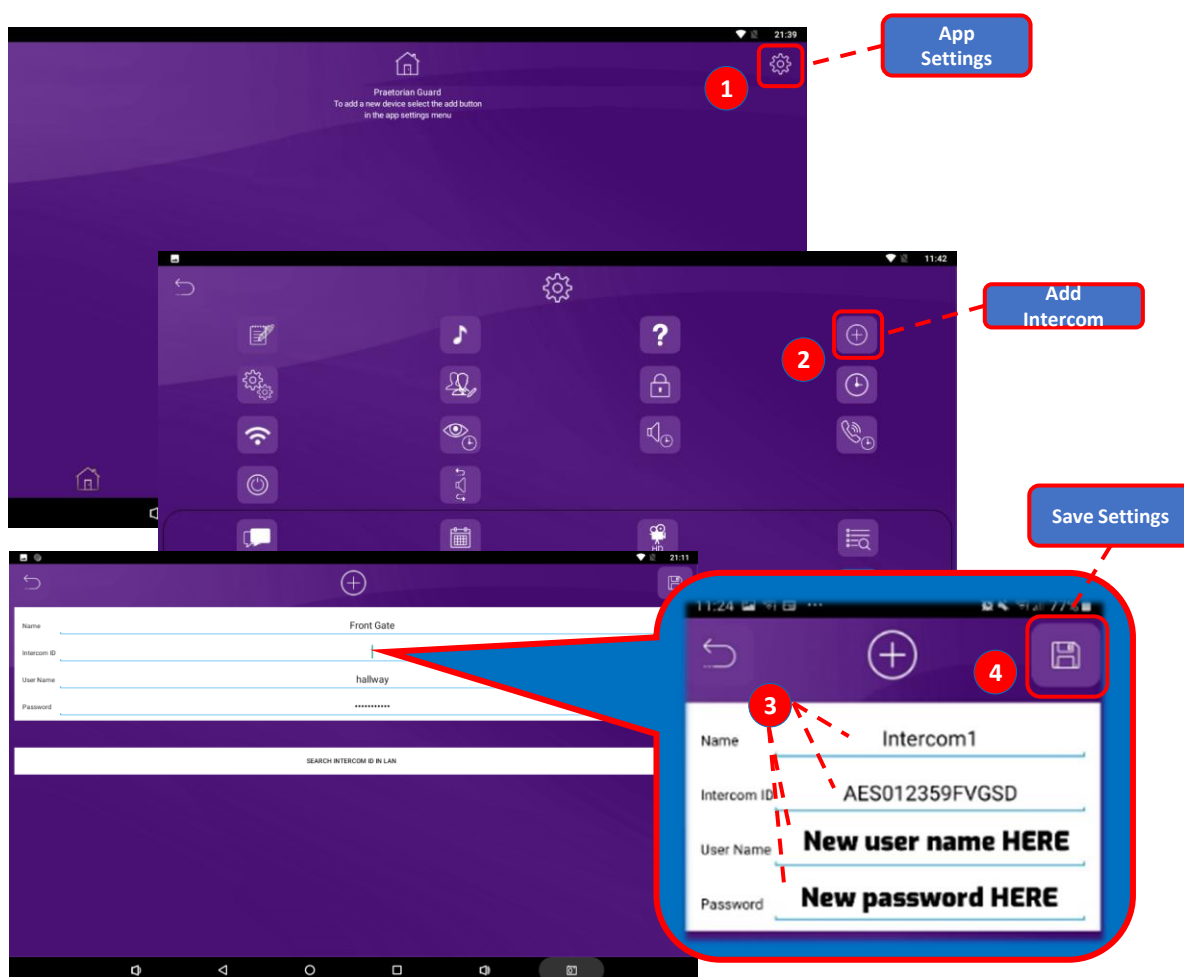 21:39
App
Settings
1
Praetorian Guard
To add a new device select the add button
in the app settings menu
11:42
Add
Intercom
?
2
HD
Save Settings
21:11
Name
Front Gate
Intercom ID
User Name
hallway
Password
•••••••••••
SEARCH INTERCOM ID IN LAN
11:24
77%
4
3
Name
Intercom1
Intercom ID
AES012359FVGSD
User Name
New user name HERE
Password
New password HERE